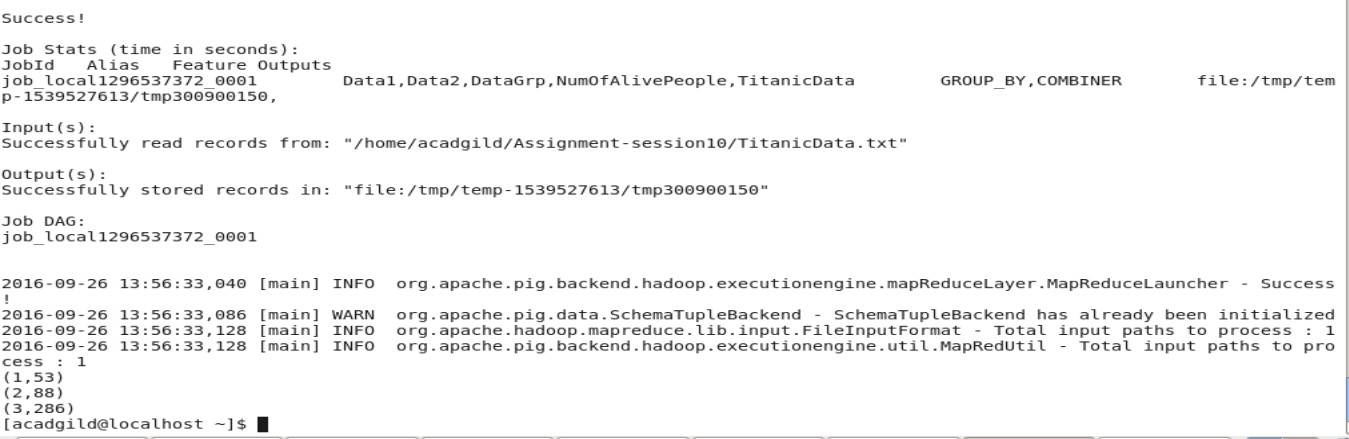 Success!
Job Stats (time in seconds):
JobId   Alias   Feature Outputs
job_local1296537372_0001        Data1,Data2,DataGrp,NumOfAlivePeople,TitanicData        GROUP_BY,COMBINER       file:/tmp/tem
p-1539527613/tmp300900150,
Input(s):
Successfully read records from: "/home/acadgild/Assignment-session10/TitanicData.txt"
Output(s):
Successfully stored records in: "file:/tmp/temp-1539527613/tmp300900150"
Job DAG:
job_local1296537372_0001
2016-09-26 13:56:33,040 [main] INFO  org.apache.pig.backend.hadoop.executionengine.mapReduceLayer.MapReduceLauncher - Success
!
2016-09-26 13:56:33,086 [main] WARN  org.apache.pig.data.SchemaTupleBackend - SchemaTupleBackend has already been initialized
2016-09-26 13:56:33,128 [main] INFO  org.apache.hadoop.mapreduce.lib.input.FileInputFormat - Total input paths to process : 1
2016-09-26 13:56:33,128 [main] INFO  org.apache.pig.backend.hadoop.executionengine.util.MapRedUtil - Total input paths to pro
cess : 1
(1,53)
(2,88)
(3,286)
[acadgild@localhost ~]$